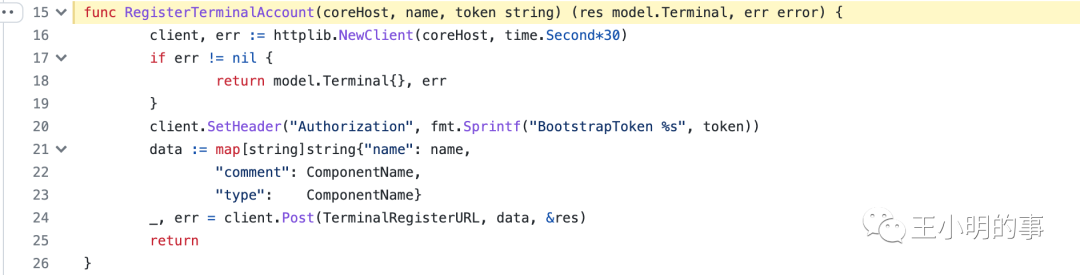 15 func RegisterTerminalAccount(coreHost, name, token string) (res model.Terminal, err error) {
16 client, err := httplib.NewClient(coreHost, time.Second*30)
17 if err != nil {
18 return model.Terminal{}, err
19 }
20 client.SetHeader("Authorization", fmt.Sprintf("BootstrapToken %s", token))
21 data := map[string]string{"name": name,
22 "comment": ComponentName,
23 "type":    ComponentName}
24 _, err = client.Post(TerminalRegisterURL, data, &res)
25 return
26 }
王小明的事